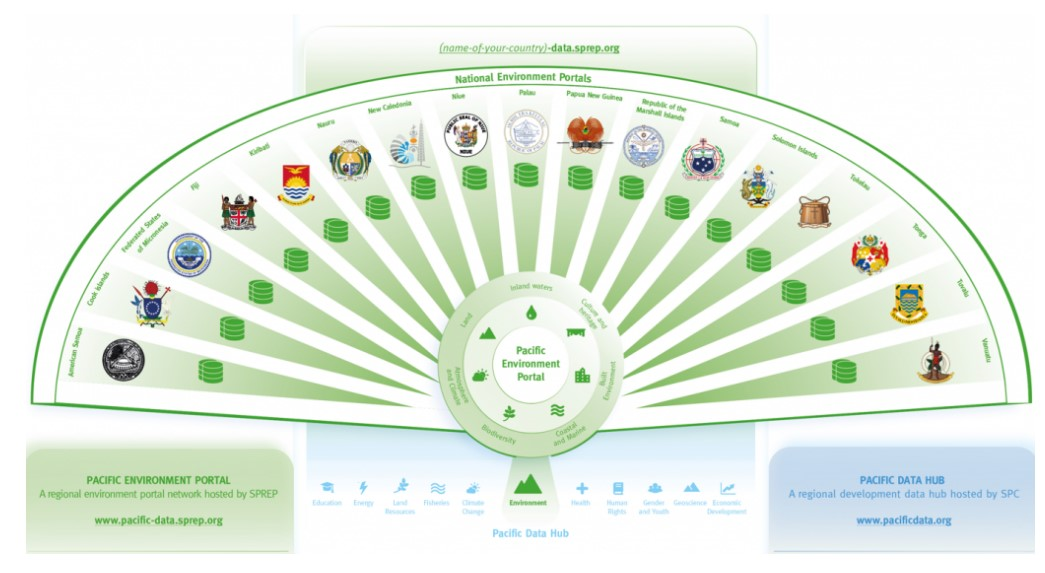 (name-of-your-country)-data.sprep.org
National Environment Portals
American Samoa
Cook Islands
Federated States
of Micronesia
Fiji
Kiribati
Nauru
New Caledonia
Niue
Palau
Papua New Guinea
Republic of the
Marshall Islands
Samoa
Solomon Islands
Tokelau
Tonga
Tuvalu
Vanuatu
PUBLIC SEAL OF NIUE
NIUE
Inland waters
Culture and
heritage
Built
Environment
Coastal
and Marine
Biodiversity
Atmosphere
and Climate
Land
Pacific
Environment
Portal
PACIFIC ENVIRONMENT PORTAL
A regional environment portal network hosted by SPREP
www.pacific-data.sprep.org
Education
Energy
Land
Resources
Fisheries
Climate
Change
Environment
Health
Human
Rights
Gender
and Youth
Geoscience
Economic
Development
Pacific Data Hub
PACIFIC DATA HUB
A regional development data hub hosted by SPC
www.pacificdata.org